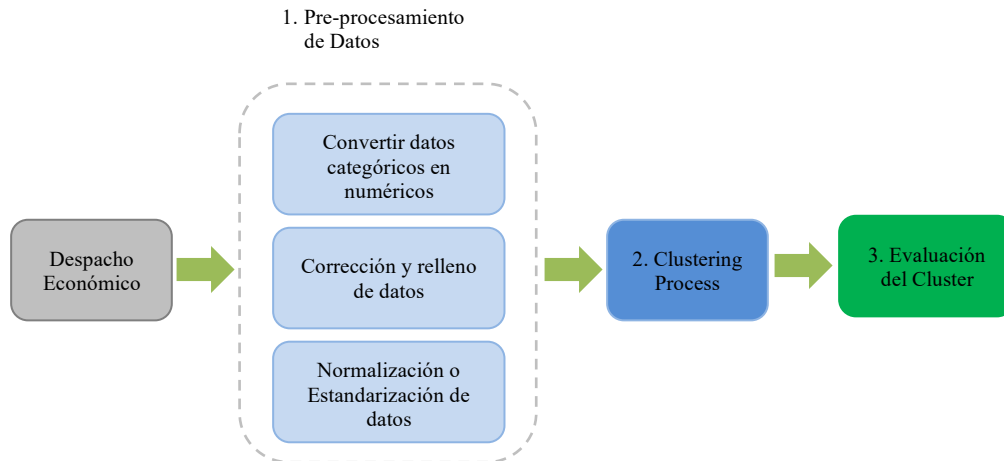 1. Pre-procesamiento
de Datos
Convertir datos
categóricos en
numéricos
Despacho
Económico
Corrección y relleno
de datos
2. Clustering
Process
3. Evaluación
del Cluster
Normalización o
Estandarización de
datos